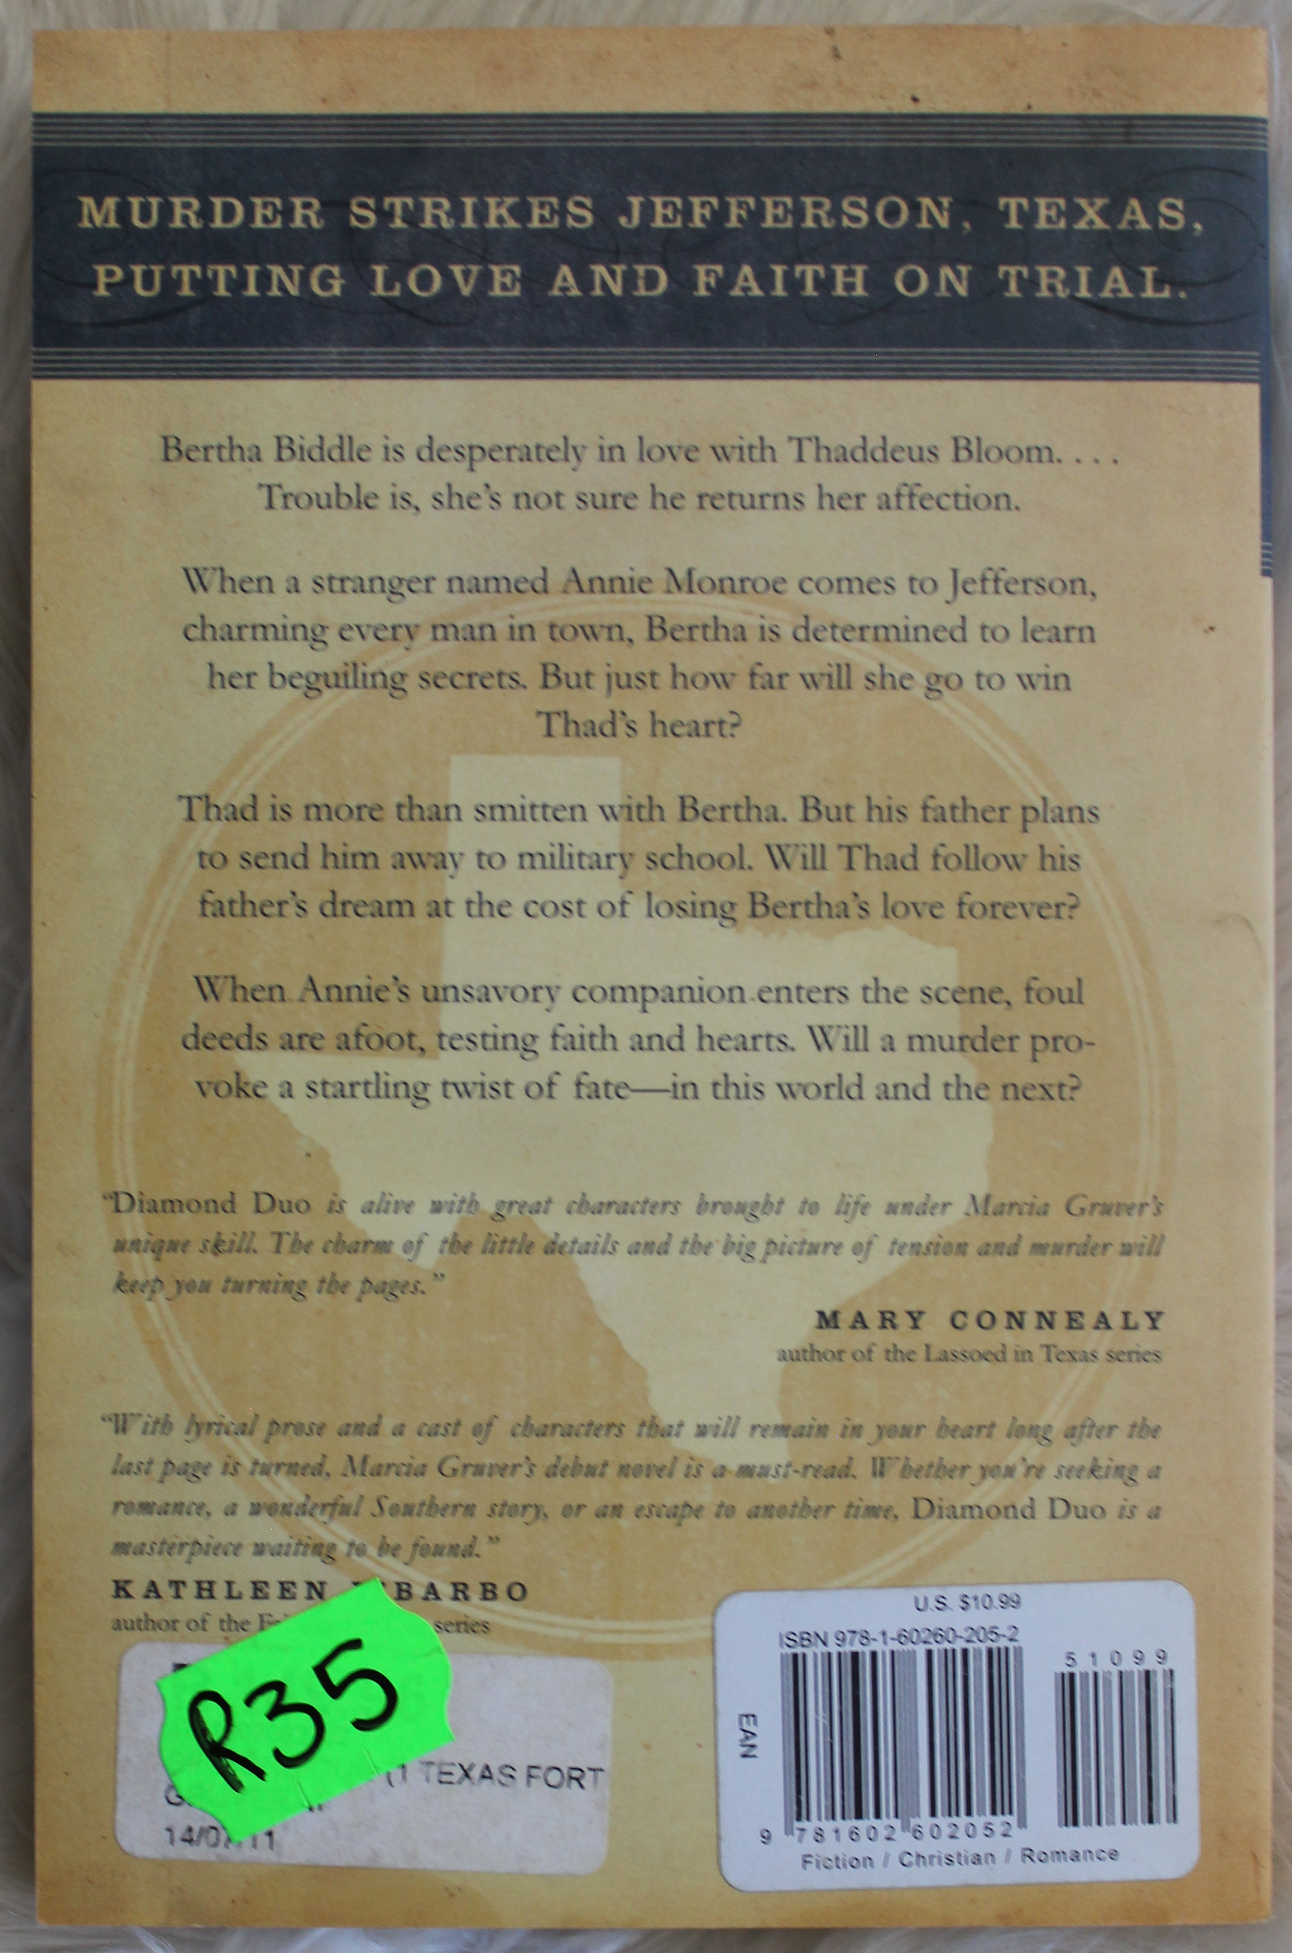 MURDER STRIKES JEFFERSON, TEXAS,
PUTTING LOVE AND FAITH ON TRIAL.
Bertha Biddle is desperately in love with Thaddeus Bloom. . . .
Trouble is, she's not sure he returns her affection.
When a stranger named Annie Monroe comes to Jefferson,
charming every man in town, Bertha is determined to learn
her beguiling secrets. But just how far will she go to win
Thad's heart?
Thad is more than smitten with Bertha. But his father plans
to send him away to military school. Will Thad follow his
father's dream at the cost of losing Bertha's love forever?
When Annie's unsavory companion enters the scene, foul
deeds are afoot, testing faith and hearts. Will a murder pro-
voke a startling twist of fate—in this world and the next?
"Diamond Duo is alive with great characters brought to life under Marcia Gruver's
unique skill. The charm of the little details and the big picture of tension and murder will
keep you turning the pages."
MARY CONNEALY
author of the Lassoed in Texas series
"With lyrical prose and a cast of characters that will remain in your heart long after the
last page is turned, Marcia Gruver's debut novel is a must-read. Whether you're seeking a
romance, a wonderful Southern story, or an escape to another time, Diamond Duo is a
masterpiece waiting to be found."
KATHLEEN Y'BARBO
author of the series
R35
(1 TEXAS FORT
U.S. $10.99
ISBN 978-1-60260-205-2
51099
EAN
9 781602 602052
Fiction / Christian / Romance